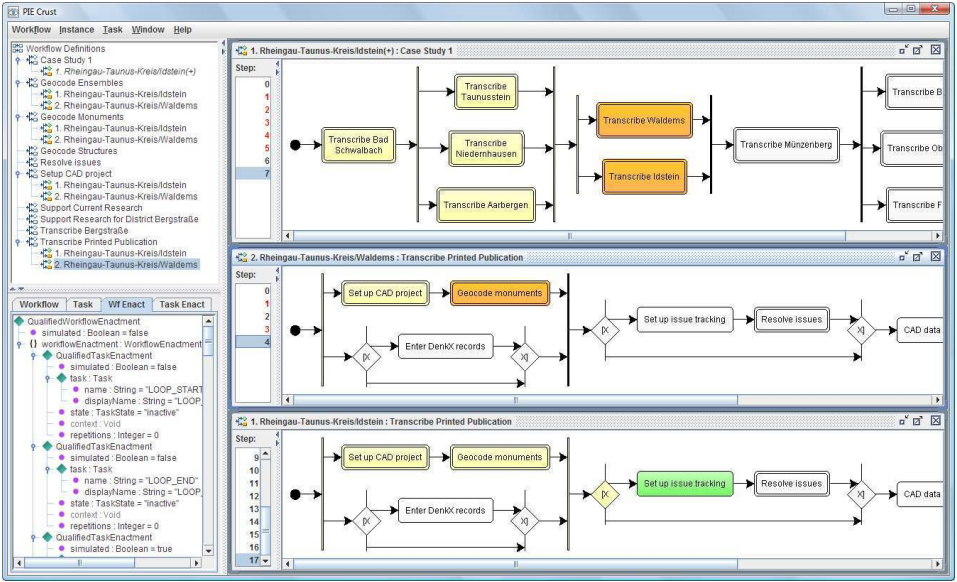 PIE Crust
Workflow Instance Task Window Help
Workflow Definitions
Case Study 1
1. Rheingau-Taunus-Kreis/Idstein(+)
Geocode Ensembles
1. Rheingau-Taunus-Kreis/Idstein
2. Rheingau-Taunus-Kreis/Waldems
Geocode Monuments
1. Rheingau-Taunus-Kreis/Idstein
2. Rheingau-Taunus-Kreis/Waldems
Geocode Structures
Resolve issues
Setup CAD project
1. Rheingau-Taunus-Kreis/Idstein
2. Rheingau-Taunus-Kreis/Waldems
Support Current Research
Support Research for District Bergstraße
Transcribe Bergstraße
Transcribe Printed Publication
1. Rheingau-Taunus-Kreis/Idstein
2. Rheingau-Taunus-Kreis/Waldems
Workflow Task Wf Enact Task Enact
QualifiedWorkflowEnactment
simulated : Boolean = false
{} workflowEnactment : WorkflowEnactment
QualifiedTaskEnactment
simulated : Boolean = false
task : Task
name : String = "LOOP_START
displayName : String = "LOOP_
state : TaskState = "inactive"
context : Void
repetitions : Integer = 0
QualifiedTaskEnactment
simulated : Boolean = false
task : Task
name : String = "LOOP_END"
displayName : String = "LOOP_
state : TaskState = "inactive"
context : Void
repetitions : Integer = 0
QualifiedTaskEnactment
simulated : Boolean = true
1. Rheingau-Taunus-Kreis/Idstein(+) : Case Study 1
Step:
0
1
2
3
4
5
6
7
Transcribe Bad
Schwalbach
Transcribe
Taunusstein
Transcribe
Niedernhausen
Transcribe Aarbergen
Transcribe Waldems
Transcribe Idstein
Transcribe Münzenberg
Transcribe B
Transcribe Ob
Transcribe F
2. Rheingau-Taunus-Kreis/Waldems : Transcribe Printed Publication
Step:
0
1
2
3
4
Set up CAD project
Geocode monuments
[X
Enter DenkX records
X]
[X
Set up issue tracking
Resolve issues
X]
CAD data
1. Rheingau-Taunus-Kreis/Idstein : Transcribe Printed Publication
Step:
9
10
11
12
13
14
15
16
17
Set up CAD project
Geocode monuments
[X
Enter DenkX records
X]
[X
Set up issue tracking
Resolve issues
X]
CAD data